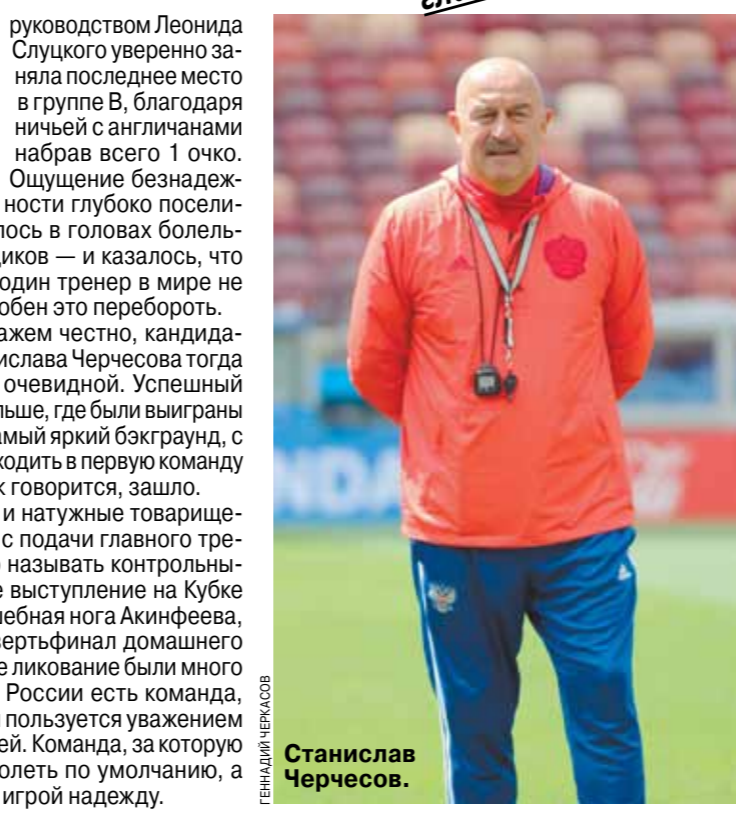 руководством Леонида
Слуцкого уверенно за-
няла последнее место
в группе В, благодаря
ничьей с англичанами
набрав всего 1 очко.
Ощущение безнадеж-
ности глубоко посели-
лось в головах болель-
иков — и казалось, что
один тренер в мире не
обен это перебороть.
ажем честно, кандида-
ислава Черчесова тогда
очевидной. Успешный
льше, где были выиграны
амый яркий бэкграунд, с
ходить в первую команду
к говорится, зашло.
и натужные товарище-
с подачи главного тре-
называть контрольны-
е выступление на Кубке
ебная нога Акинфеева,
вертьфинал домашнего
е ликование были много
России есть команда,
пользуется уважением
ей. Команда, за которую
олеть по умолчанию, а
игрой надежду.
ГЕННАДИЙ ЧЕРКАСОВ
Станислав
Черчесов.